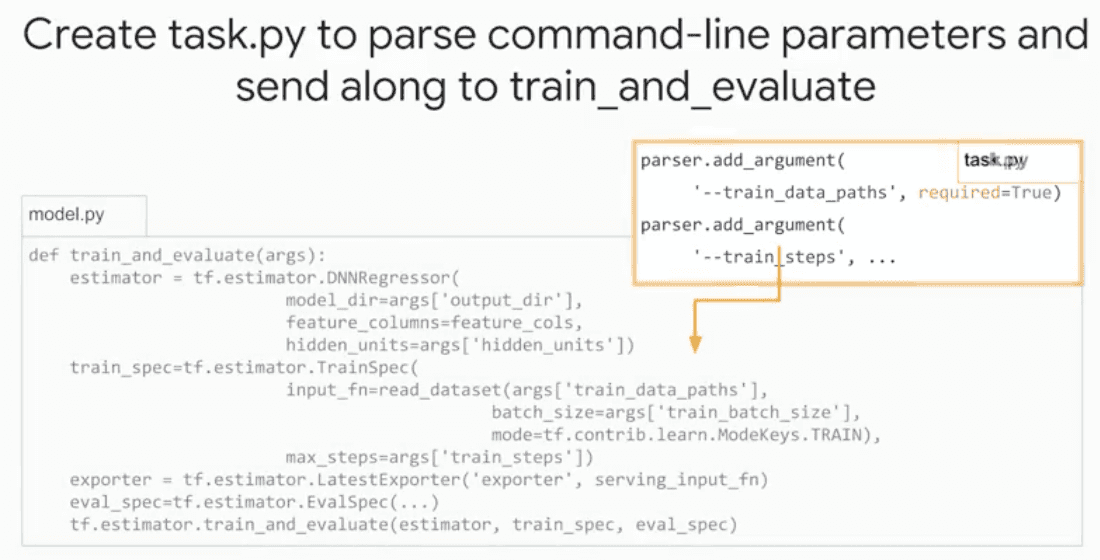 Create task.py to parse command-line parameters and
send along to train_and_evaluate
parser.add_argument(
task.py
'--train_data_paths', required=True)
parser.add_argument(
'--train_steps', ...
model.py
def train_and_evaluate(args):
    estimator = tf.estimator.DNNRegressor(
                         model_dir=args['output_dir'],
                         feature_columns=feature_cols,
                         hidden_units=args['hidden_units'])
    train_spec=tf.estimator.TrainSpec(
                         input_fn=read_dataset(args['train_data_paths'],
                                               batch_size=args['train_batch_size'],
                                               mode=tf.contrib.learn.ModeKeys.TRAIN),
                         max_steps=args['train_steps'])
    exporter = tf.estimator.LatestExporter('exporter', serving_input_fn)
    eval_spec=tf.estimator.EvalSpec(...)
    tf.estimator.train_and_evaluate(estimator, train_spec, eval_spec)